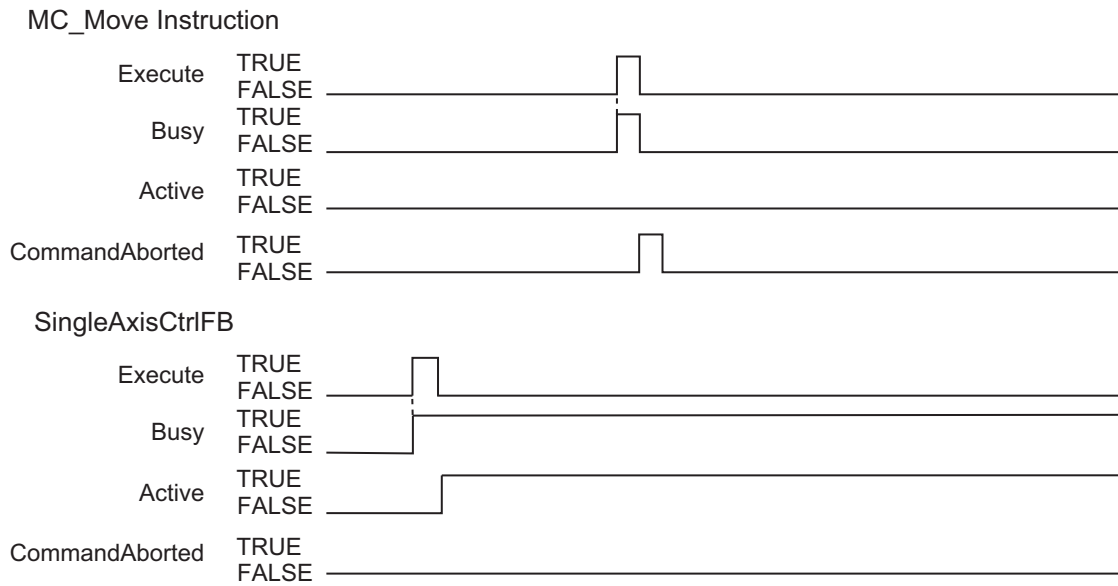 MC_Move Instruction
Execute TRUE
FALSE
Busy TRUE
FALSE
Active TRUE
FALSE
CommandAborted TRUE
FALSE
SingleAxisCtrlFB
Execute TRUE
FALSE
Busy TRUE
FALSE
Active TRUE
FALSE
CommandAborted TRUE
FALSE